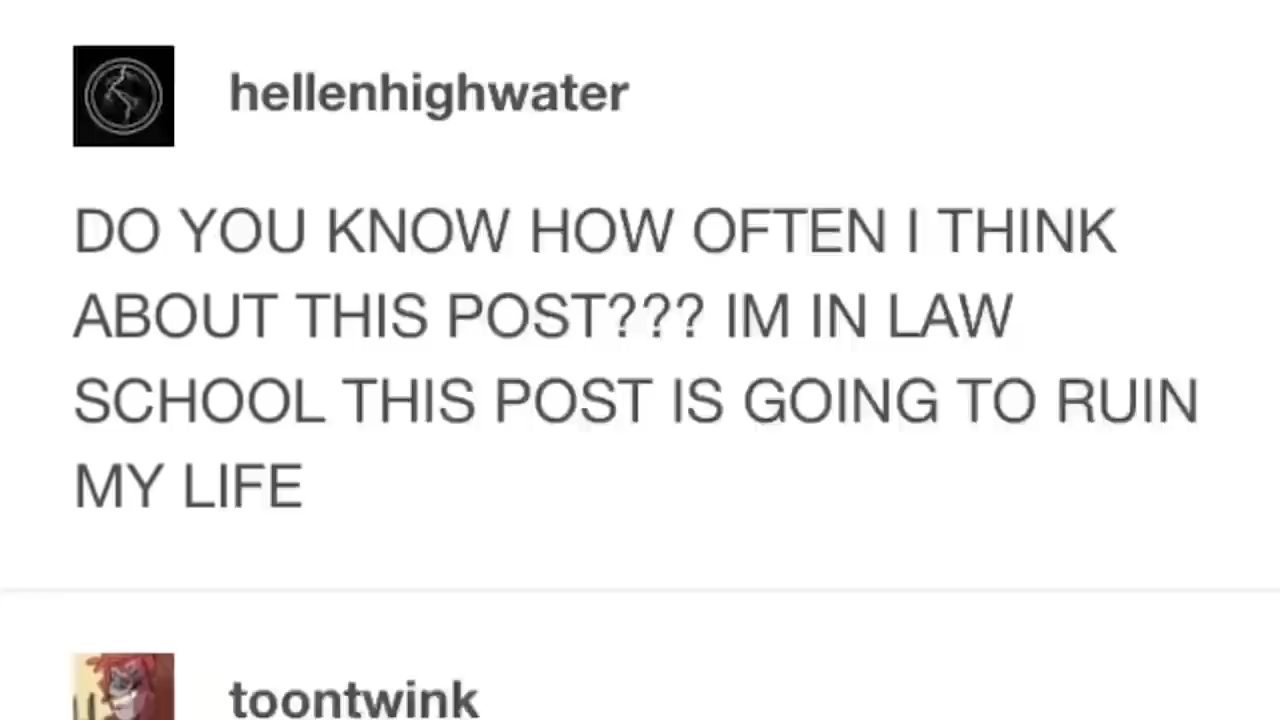 hellenhighwater
DO YOU KNOW HOW OFTEN I THINK
ABOUT THIS POST??? IM IN LAW
SCHOOL THIS POST IS GOING TO RUIN
MY LIFE
toontwink